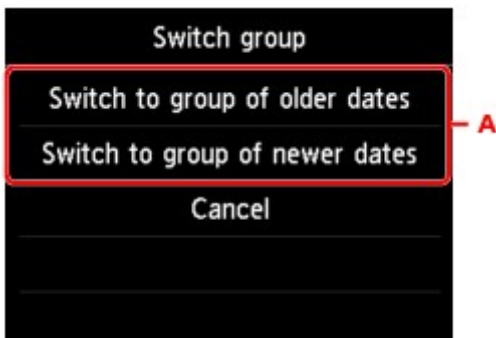 Switch group
Switch to group of older dates
A
Switch to group of newer dates
Cancel